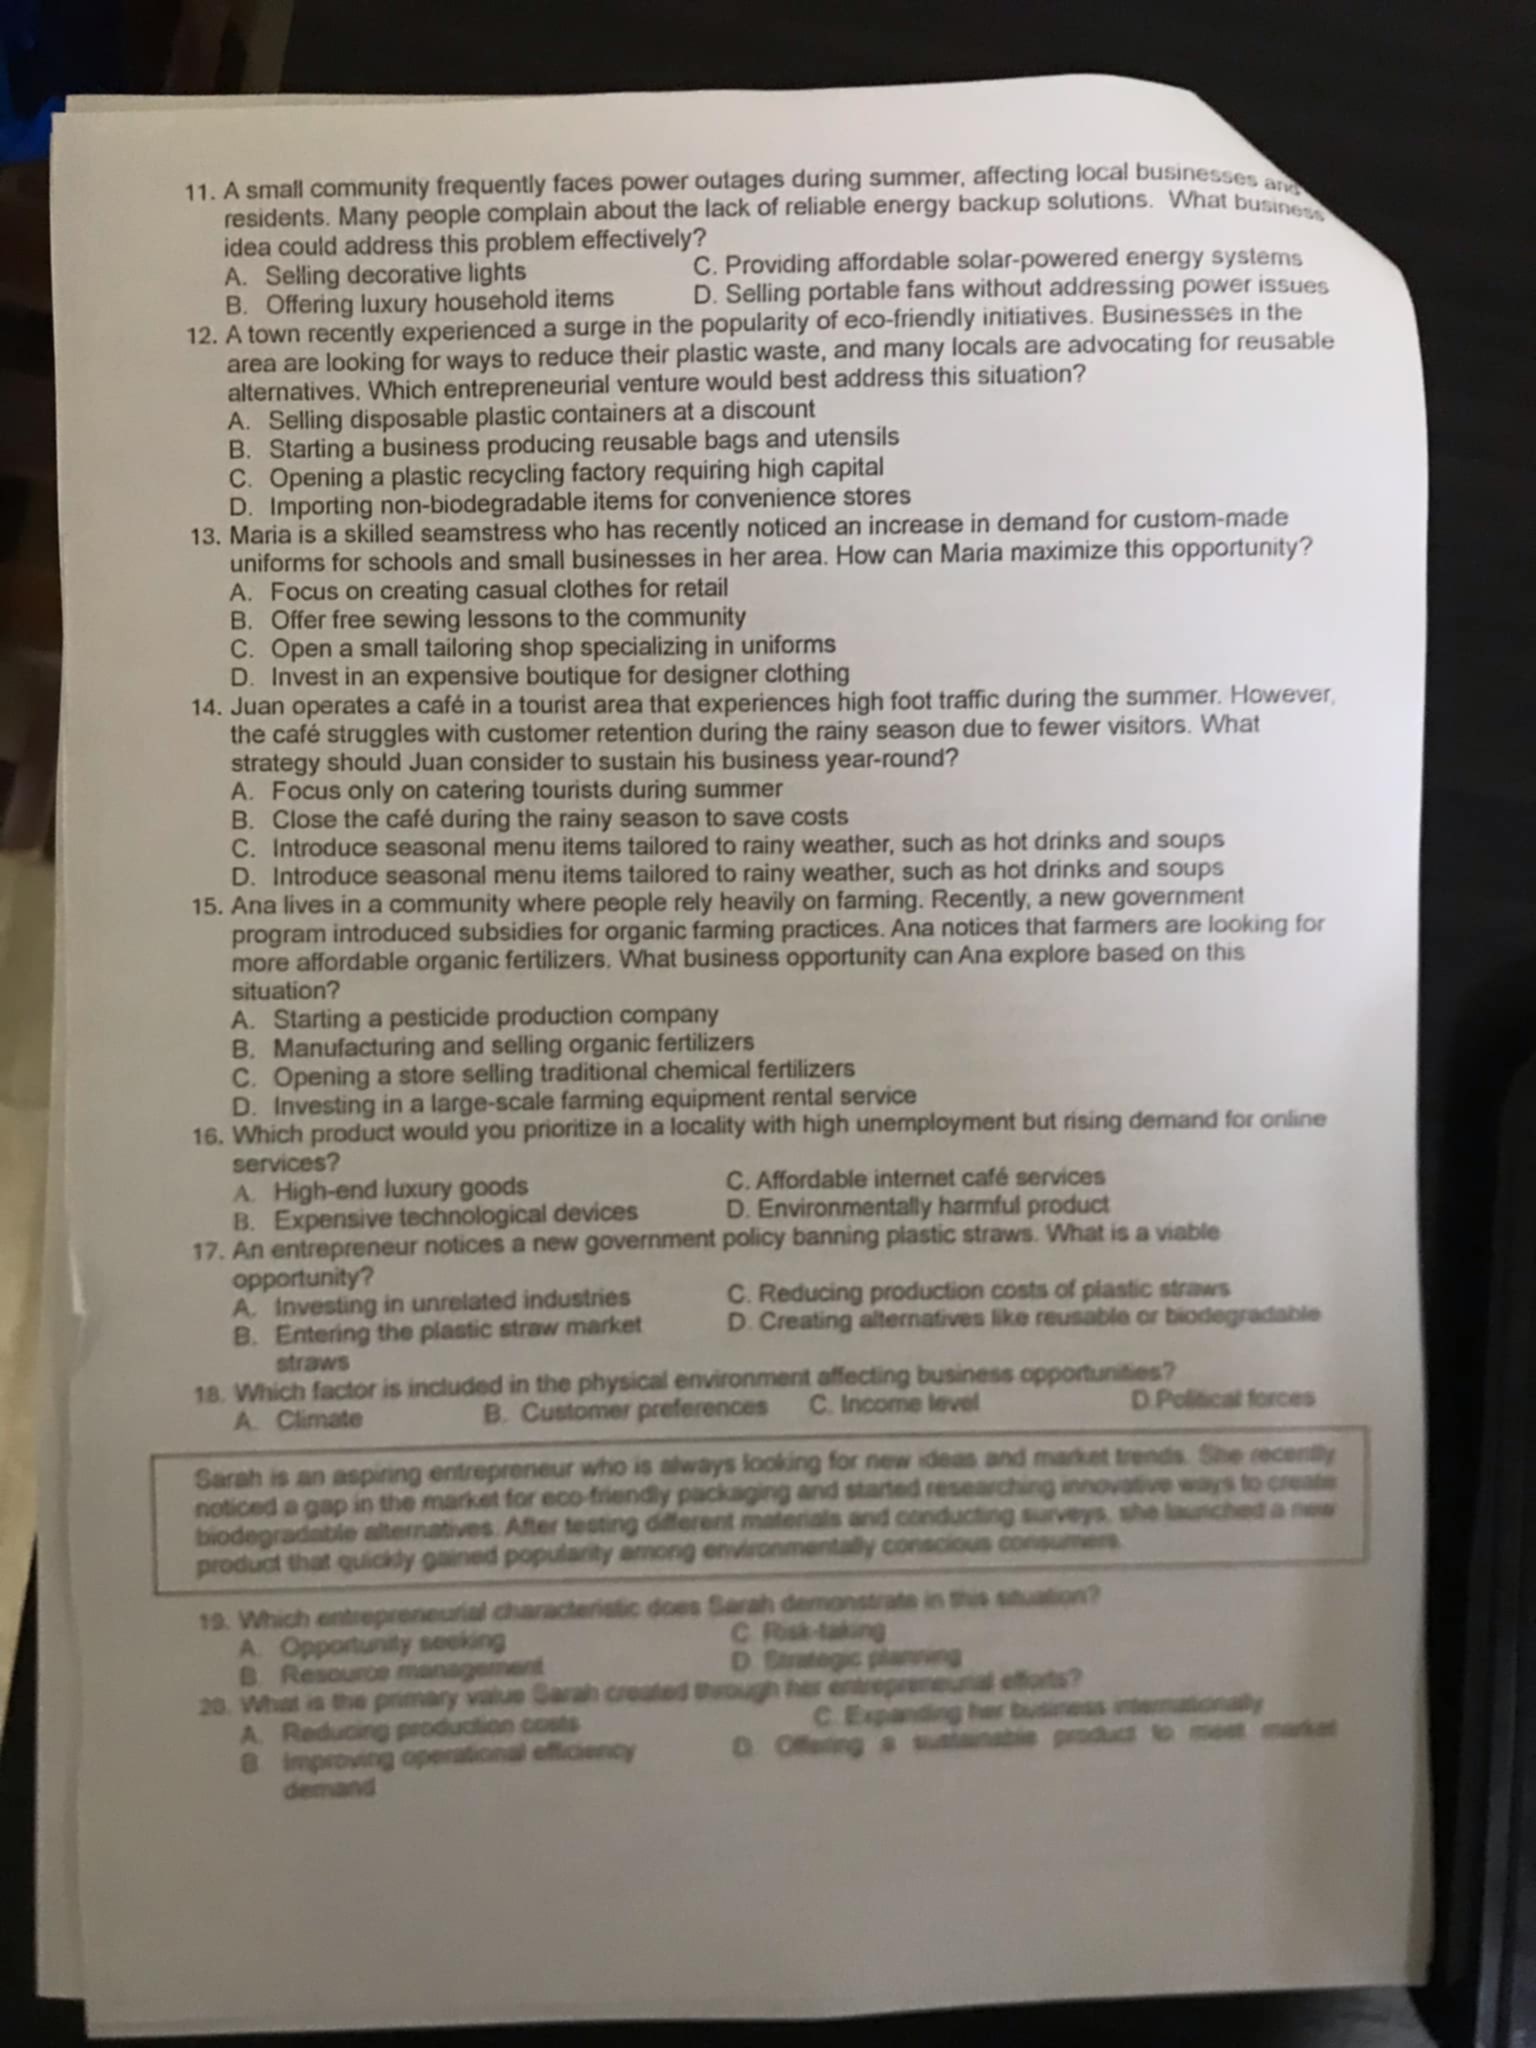 11. A small community frequently faces power outages during summer, affecting local businesses and
residents. Many people complain about the lack of reliable energy backup solutions. What business
idea could address this problem effectively?
A. Selling decorative lights C. Providing affordable solar-powered energy systems
B. Offering luxury household items D. Selling portable fans without addressing power issues
12. A town recently experienced a surge in the popularity of eco-friendly initiatives. Businesses in the
area are looking for ways to reduce their plastic waste, and many locals are advocating for reusable
alternatives. Which entrepreneurial venture would best address this situation?
A. Selling disposable plastic containers at a discount
B. Starting a business producing reusable bags and utensils
C. Opening a plastic recycling factory requiring high capital
D. Importing non-biodegradable items for convenience stores
13. Maria is a skilled seamstress who has recently noticed an increase in demand for custom-made
uniforms for schools and small businesses in her area. How can Maria maximize this opportunity?
A. Focus on creating casual clothes for retail
B. Offer free sewing lessons to the community
C. Open a small tailoring shop specializing in uniforms
D. Invest in an expensive boutique for designer clothing
14. Juan operates a café in a tourist area that experiences high foot traffic during the summer. However,
the café struggles with customer retention during the rainy season due to fewer visitors. What
strategy should Juan consider to sustain his business year-round?
A. Focus only on catering tourists during summer
B. Close the café during the rainy season to save costs
C. Introduce seasonal menu items tailored to rainy weather, such as hot drinks and soups
D. Introduce seasonal menu items tailored to rainy weather, such as hot drinks and soups
15. Ana lives in a community where people rely heavily on farming. Recently, a new government
program introduced subsidies for organic farming practices. Ana notices that farmers are looking for
more affordable organic fertilizers. What business opportunity can Ana explore based on this
situation?
A. Starting a pesticide production company
B. Manufacturing and selling organic fertilizers
C. Opening a store selling traditional chemical fertilizers
D. Investing in a large-scale farming equipment rental service
16. Which product would you prioritize in a locality with high unemployment but rising demand for online
services?
A. High-end luxury goods C. Affordable internet café services
B. Expensive technological devices D. Environmentally harmful product
17. An entrepreneur notices a new government policy banning plastic straws. What is a viable
opportunity?
A. Investing in unrelated industries C. Reducing production costs of plastic straws
B. Entering the plastic straw market D. Creating alternatives like reusable or biodegradable
straws
18. Which factor is included in the physical environment affecting business opportunities?
A. Climate B. Customer preferences C. Income level D.Political forces
Sarah is an aspiring entrepreneur who is always looking for new ideas and market trends. She recently
noticed a gap in the market for eco-friendly packaging and started researching innovative ways to create
biodegradable alternatives. After testing different materials and conducting surveys, she launched a new
product that quickly gained popularity among environmentally conscious consumers.
19. Which entrepreneurial characteristic does Sarah demonstrate in this situation?
A. Opportunity seeking C. Risk-taking
B. Resource management D. Strategic planning
20. What is the primary value Sarah created through her entrepreneurial efforts?
A. Reducing production costs C. Expanding her business internationally
B. Improving operational efficiency D. Offering a sustainable product to meet market
demand